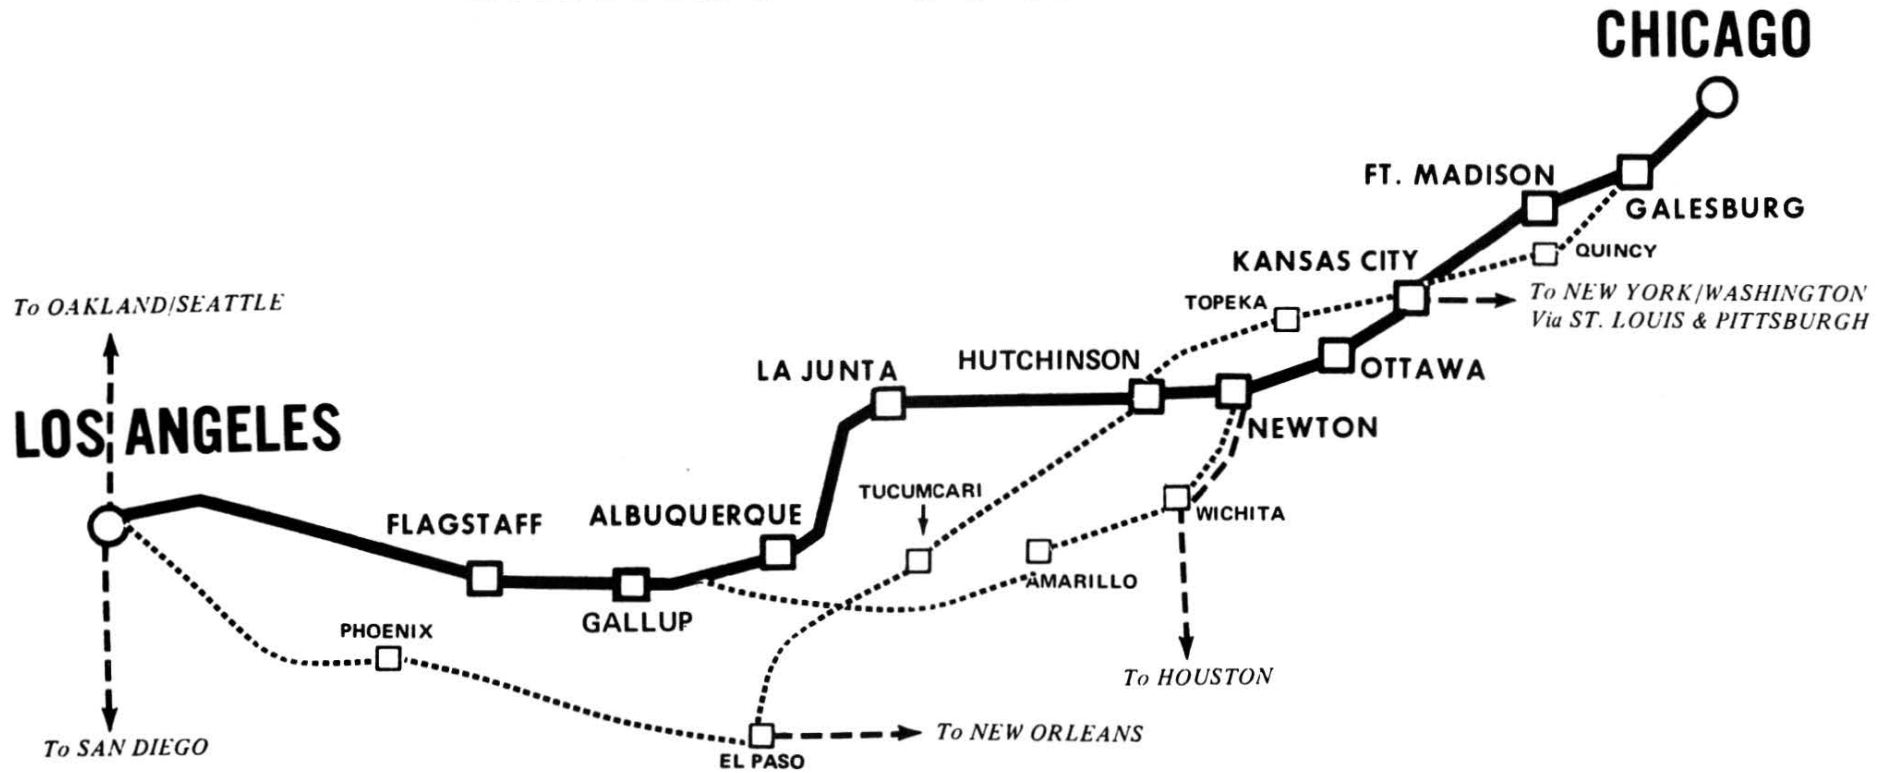 CHICAGO
FT. MADISON
GALESBURG
QUINCY
KANSAS CITY
TOPEKA
To NEW YORK/WASHINGTON
Via ST. LOUIS & PITTSBURGH
To OAKLAND/SEATTLE
LA JUNTA
HUTCHINSON
OTTAWA
LOS ANGELES
NEWTON
TUCUMCARI
FLAGSTAFF
ALBUQUERQUE
WICHITA
AMARILLO
GALLUP
PHOENIX
To HOUSTON
To SAN DIEGO
To NEW ORLEANS
EL PASO